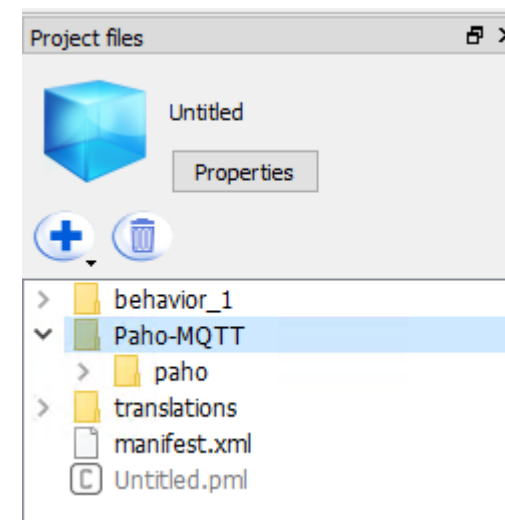 Project files
Untitled
Properties
behavior_1
Paho-MQTT
paho
translations
manifest.xml
C Untitled.pml